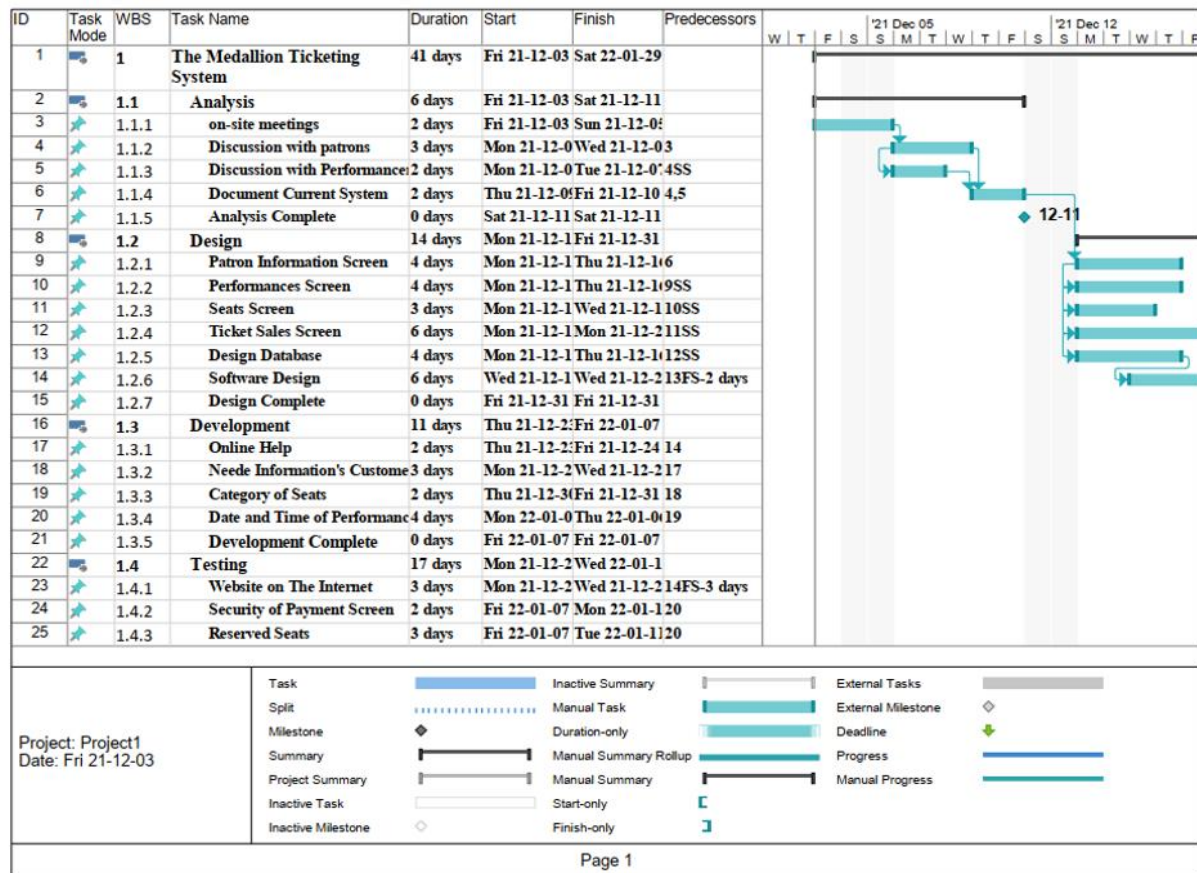 ID Task Mode WBS Task Name Duration Start Finish Predecessors
'21 Dec 05 '21 Dec 12
W T F S S M T W T F S S M T W T F
1 1 The Medallion Ticketing System 41 days Fri 21-12-03 Sat 22-01-29
2 1.1 Analysis 6 days Fri 21-12-03 Sat 21-12-11
3 1.1.1 on-site meetings 2 days Fri 21-12-03 Sun 21-12-05
4 1.1.2 Discussion with patrons 3 days Mon 21-12-0 Wed 21-12-0 3
5 1.1.3 Discussion with Performance 2 days Mon 21-12-0 Tue 21-12-07 4SS
6 1.1.4 Document Current System 2 days Thu 21-12-09 Fri 21-12-10 4,5
7 1.1.5 Analysis Complete 0 days Sat 21-12-11 Sat 21-12-11
12-11
8 1.2 Design 14 days Mon 21-12-1 Fri 21-12-31
9 1.2.1 Patron Information Screen 4 days Mon 21-12-1 Thu 21-12-1 6
10 1.2.2 Performances Screen 4 days Mon 21-12-1 Thu 21-12-1 9SS
11 1.2.3 Seats Screen 3 days Mon 21-12-1 Wed 21-12-1 10SS
12 1.2.4 Ticket Sales Screen 6 days Mon 21-12-1 Mon 21-12-2 11SS
13 1.2.5 Design Database 4 days Mon 21-12-1 Thu 21-12-1 12SS
14 1.2.6 Software Design 6 days Wed 21-12-1 Wed 21-12-2 13FS-2 days
15 1.2.7 Design Complete 0 days Fri 21-12-31 Fri 21-12-31
16 1.3 Development 11 days Thu 21-12-2 Fri 22-01-07
17 1.3.1 Online Help 2 days Thu 21-12-2 Fri 21-12-24 14
18 1.3.2 Neede Information's Custome 3 days Mon 21-12-2 Wed 21-12-2 17
19 1.3.3 Category of Seats 2 days Thu 21-12-30 Fri 21-12-31 18
20 1.3.4 Date and Time of Performanc 4 days Mon 22-01-0 Thu 22-01-0 19
21 1.3.5 Development Complete 0 days Fri 22-01-07 Fri 22-01-07
22 1.4 Testing 17 days Mon 21-12-2 Wed 22-01-1
23 1.4.1 Website on The Internet 3 days Mon 21-12-2 Wed 21-12-2 14FS-3 days
24 1.4.2 Security of Payment Screen 2 days Fri 22-01-07 Mon 22-01-1 20
25 1.4.3 Reserved Seats 3 days Fri 22-01-07 Tue 22-01-11 20
Project: Project1
Date: Fri 21-12-03
Task
Split
Milestone
Summary
Project Summary
Inactive Task
Inactive Milestone
Inactive Summary
Manual Task
Duration-only
Manual Summary Rollup
Manual Summary
Start-only
Finish-only
External Tasks
External Milestone
Deadline
Progress
Manual Progress
Page 1